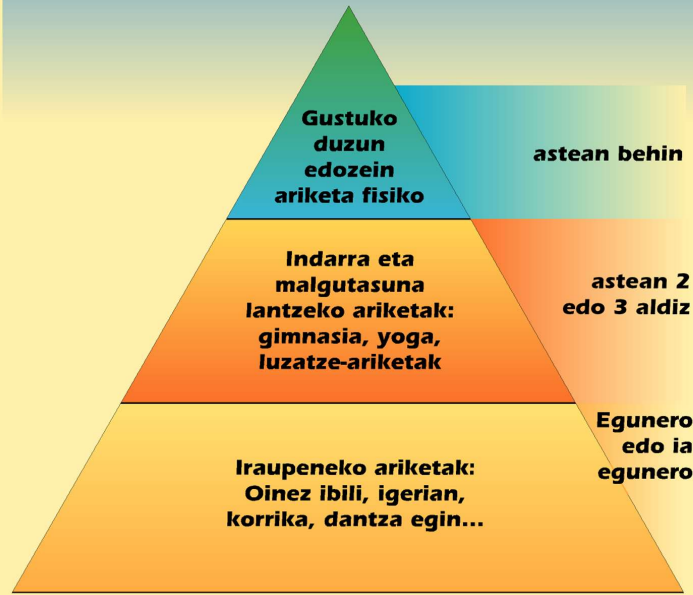 Gustuko
duzun
edozein
ariketa fisiko
astean behin
Indarra eta
malgutasuna
lantzeko ariketak:
gimnasia, yoga,
luzatze-ariketak
astean 2
edo 3 aldiz
Iraupeneko ariketak:
Oinez ibili, igerian,
korrika, dantza egin...
Egunero
edo ia
egunero